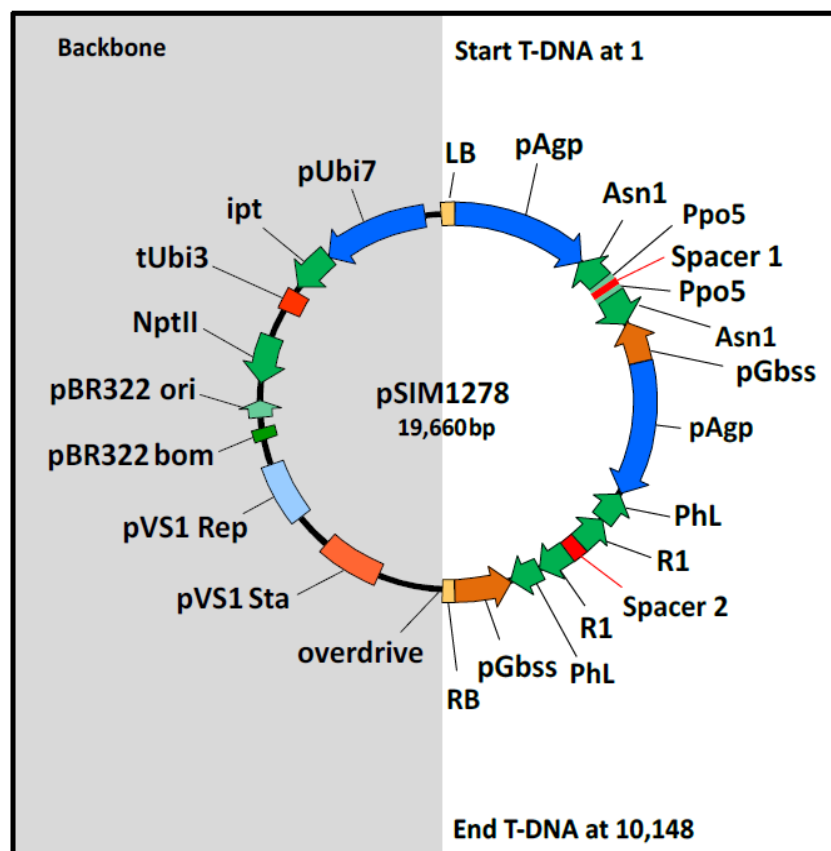 Backbone
Start T-DNA at 1
LB
pAgp
pUbi7
Asn1
ipt
Ppo5
tUbi3
Spacer 1
Ppo5
NptII
Asn1
pGbss
pBR322 ori
pSIM1278
19,660 bp
pAgp
pBR322 bom
PhL
pVS1 Rep
R1
pVS1 Sta
Spacer 2
R1
overdrive
pGbss
PhL
RB
End T-DNA at 10,148